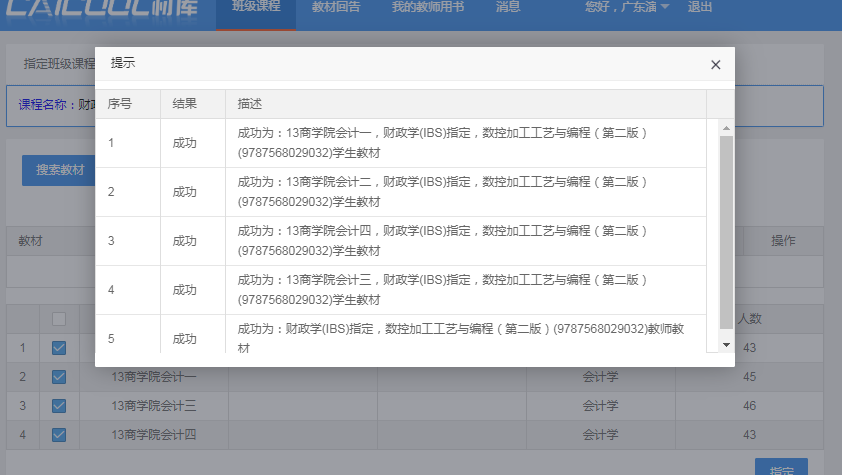 CAICOOL材库
班级课程 教材回告 我的教师用书 消息 您好，广东演 退出
指定班级课程
课程名称：财政
搜索教材
提示
序号 结果 描述
1 成功 成功为：13商学院会计一，财政学(IBS)指定，数控加工工艺与编程（第二版）
(9787568029032)学生教材
2 成功 成功为：13商学院会计二，财政学(IBS)指定，数控加工工艺与编程（第二版）
(9787568029032)学生教材
3 成功 成功为：13商学院会计四，财政学(IBS)指定，数控加工工艺与编程（第二版）
(9787568029032)学生教材
4 成功 成功为：13商学院会计三，财政学(IBS)指定，数控加工工艺与编程（第二版）
(9787568029032)学生教材
5 成功 成功为：财政学(IBS)指定，数控加工工艺与编程（第二版）(9787568029032)教师教
材
教材 操作
人数
1 43
2 13商学院会计一 会计学 45
3 13商学院会计三 会计学 46
4 13商学院会计四 会计学 43
指定